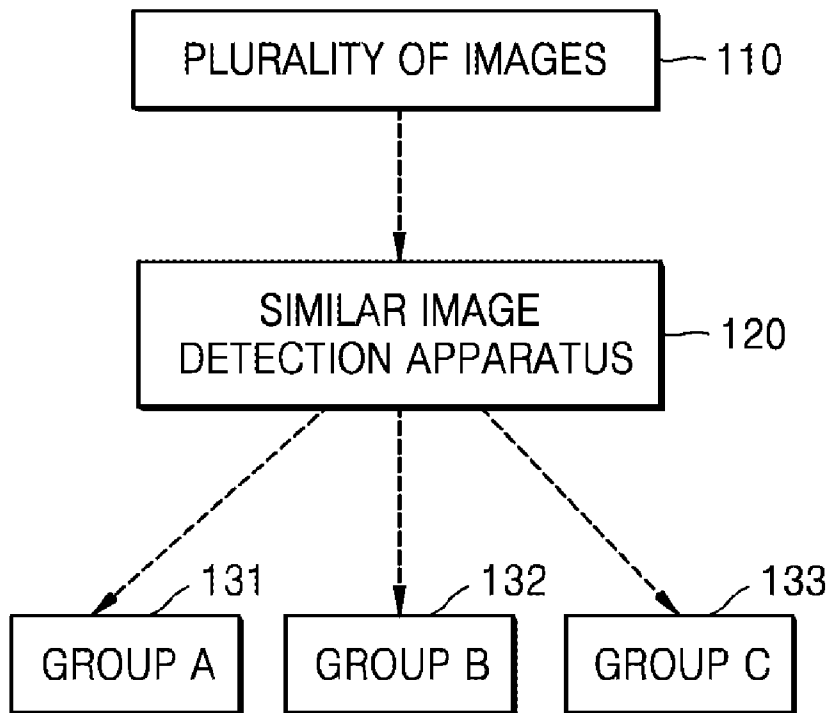 PLURALITY OF IMAGES
110
SIMILAR IMAGE
DETECTION APPARATUS
120
131
132
133
GROUP A
GROUP B
GROUP C